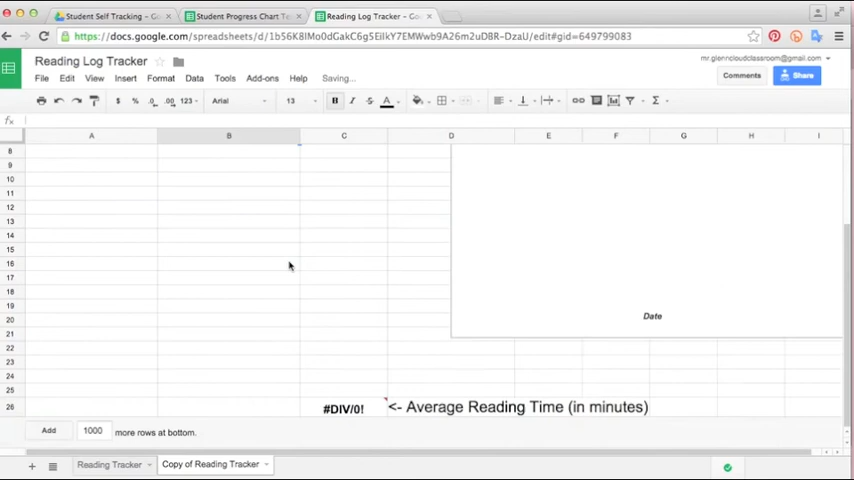 Student Self Tracking - Go
Student Progress Chart Te
Reading Log Tracker - Goo
https://docs.google.com/spreadsheets/d/1b56K8IMo0dGakC6g5EilkY7EMWwb9A26m2uDBR-DzaU/edit#gid=649799083
Reading Log Tracker
mr.glenncloudclassroom@gmail.com
File Edit View Insert Format Data Tools Add-ons Help Saving...
Comments
Share
$ % .0 .00 123 Arial 13 B I S A Σ
fx
A B C D E F G H I
8
9
10
11
12
13
14
15
16
17
18
19
20
Date
21
22
23
24
25
26 #DIV/0! <- Average Reading Time (in minutes)
Add 1000 more rows at bottom.
+ Reading Tracker Copy of Reading Tracker